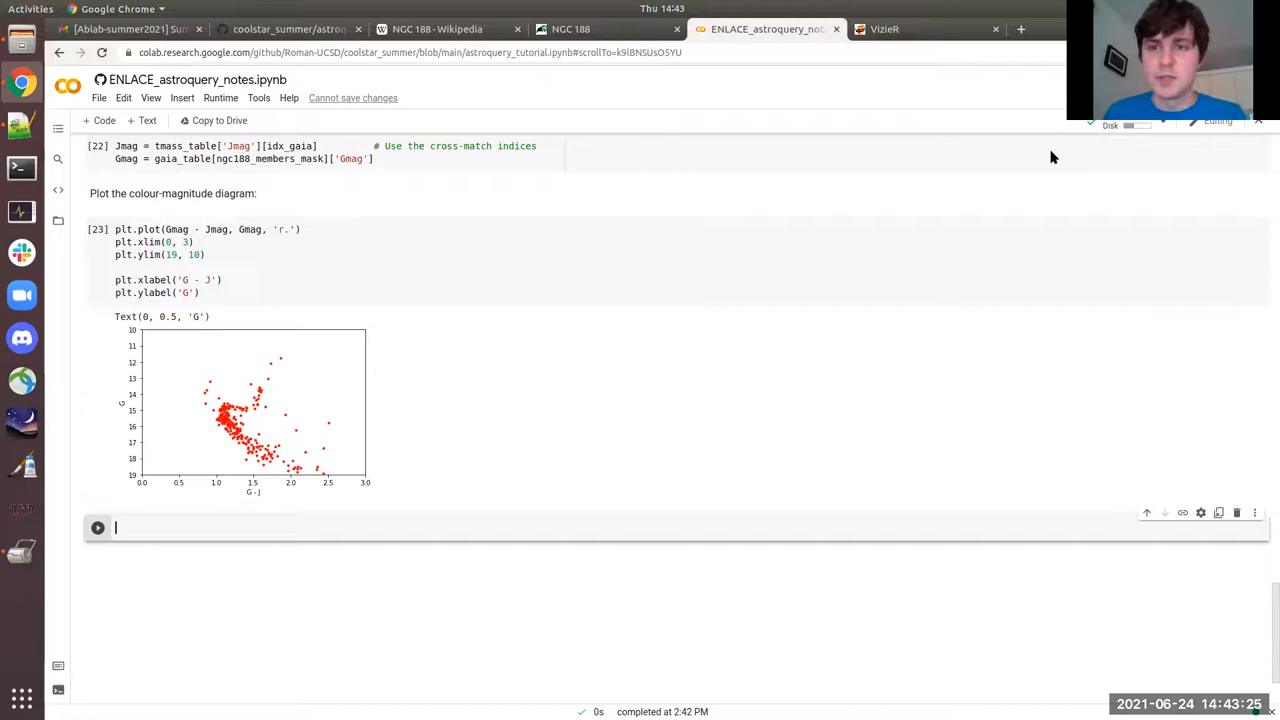 Activities
Google Chrome
Thu 14:43
[Ablab-summer2021] Sum
coolstar_summer/astroq
NGC 188 - Wikipedia
NGC 188
ENLACE_astroquery_note
VizieR
colab.research.google.com/github/Roman-UCSD/coolstar_summer/blob/main/astroquery_tutorial.ipynb#scrollTo=k9lBNSUsO5YU
ENLACE_astroquery_notes.ipynb
File Edit View Insert Runtime Tools Help Cannot save changes
+ Code + Text Copy to Drive
Disk
Editing
[22] Jmag = tmass_table['Jmag'][idx_gaia] # Use the cross-match indices
Gmag = gaia_table[ngc188_members_mask]['Gmag']
Plot the colour-magnitude diagram:
[23] plt.plot(Gmag - Jmag, Gmag, 'r.')
plt.xlim(0, 3)
plt.ylim(19, 10)
plt.xlabel('G - J')
plt.ylabel('G')
Text(0, 0.5, 'G')
10
11
12
13
14
G
15
16
17
18
19
0.0 0.5 1.0 1.5 2.0 2.5 3.0
G - J
0s completed at 2:42 PM
2021-06-24 14:43:25